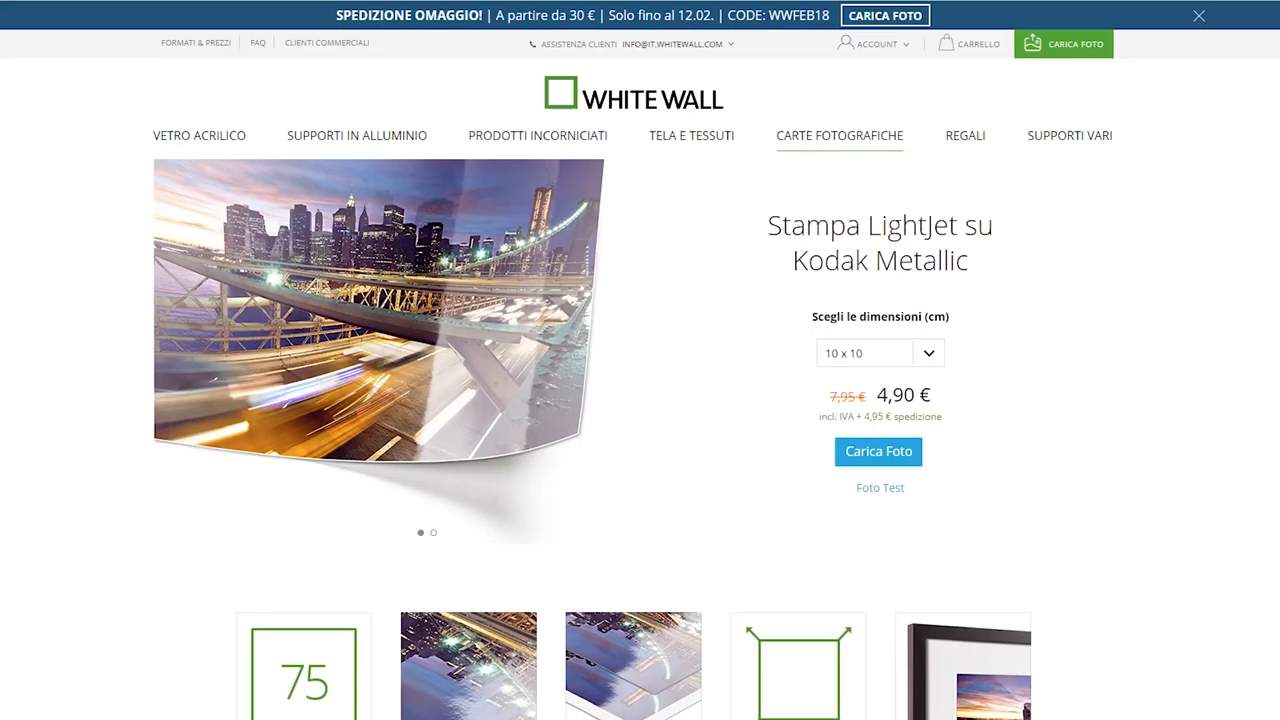 SPEDIZIONE OMAGGIO! | A partire da 30 € | Solo fino al 12.02. | CODE: WWFEB18 CARICA FOTO
FORMATI & PREZZI FAQ CLIENTI COMMERCIALI ASSISTENZA CLIENTI INFO@IT.WHITEWALL.COM ACCOUNT CARRELLO CARICA FOTO
WHITE WALL
VETRO ACRILICO SUPPORTI IN ALLUMINIO PRODOTTI INCORNICIATI TELA E TESSUTI CARTE FOTOGRAFICHE REGALI SUPPORTI VARI
Stampa LightJet su
Kodak Metallic
Scegli le dimensioni (cm)
10 x 10
7,95 € 4,90 €
incl. IVA + 4,95 € spedizione
Carica Foto
Foto Test
75